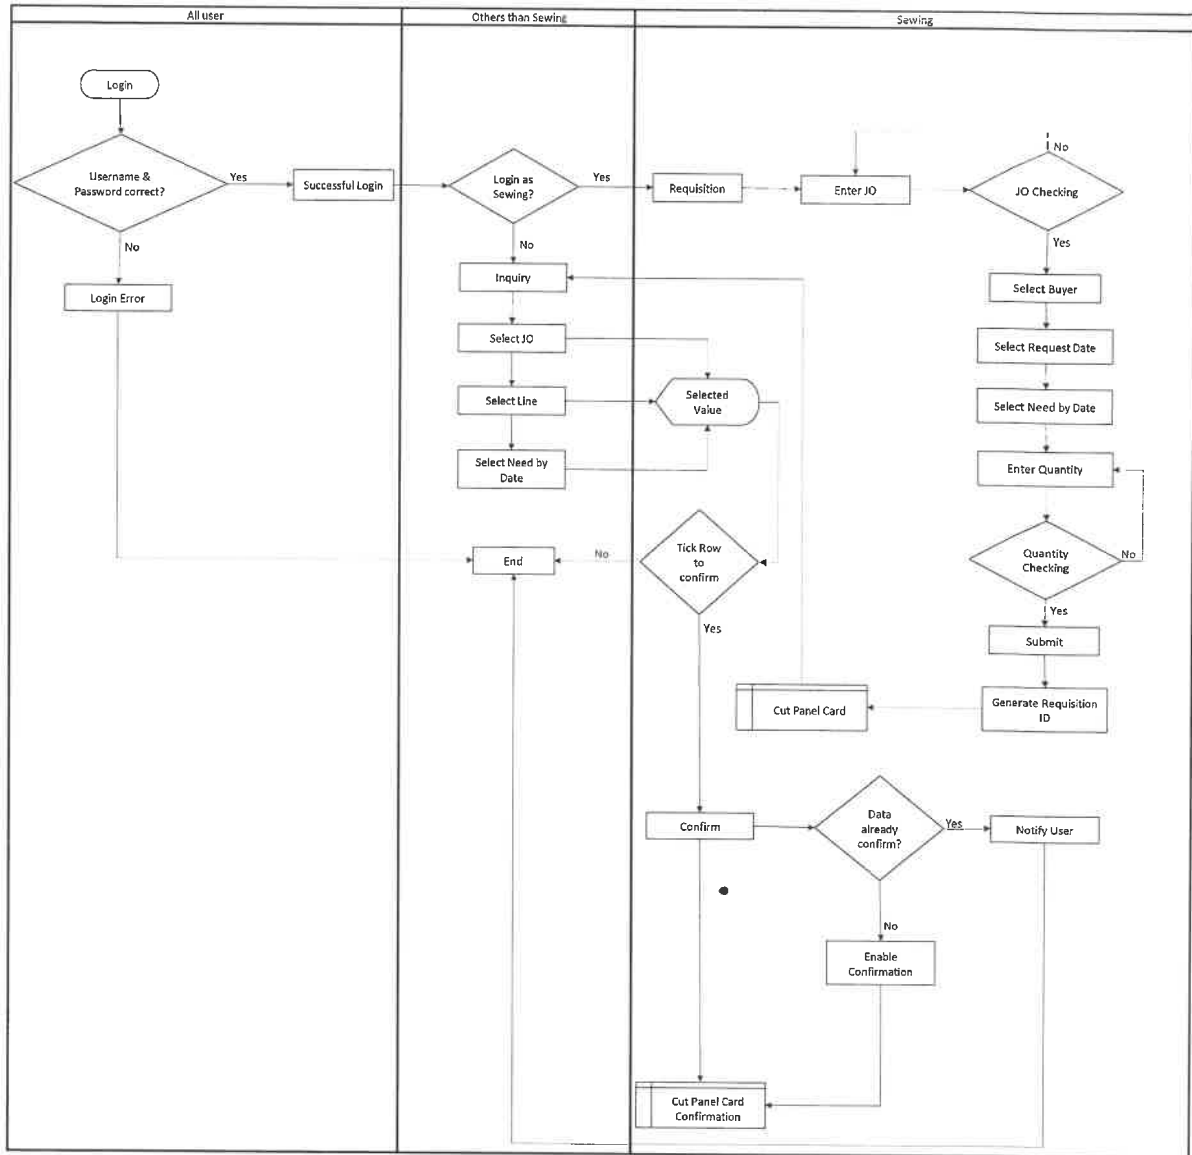 All user
Others than Sewing
Sewing
Login
Username &
Password correct?
Yes
Successful Login
No
Login Error
Login as
Sewing?
Yes
No
Inquiry
Select JO
Select Line
Select Need by
Date
Selected
Value
End
No
Tick Row
to
confirm
Yes
Requisition
Enter JO
No
JO Checking
Yes
Select Buyer
Select Request Date
Select Need by Date
Enter Quantity
Quantity
Checking
No
Yes
Submit
Generate Requisition
ID
Cut Panel Card
Confirm
Data
already
confirm?
Yes
Notify User
No
Enable
Confirmation
Cut Panel Card
Confirmation